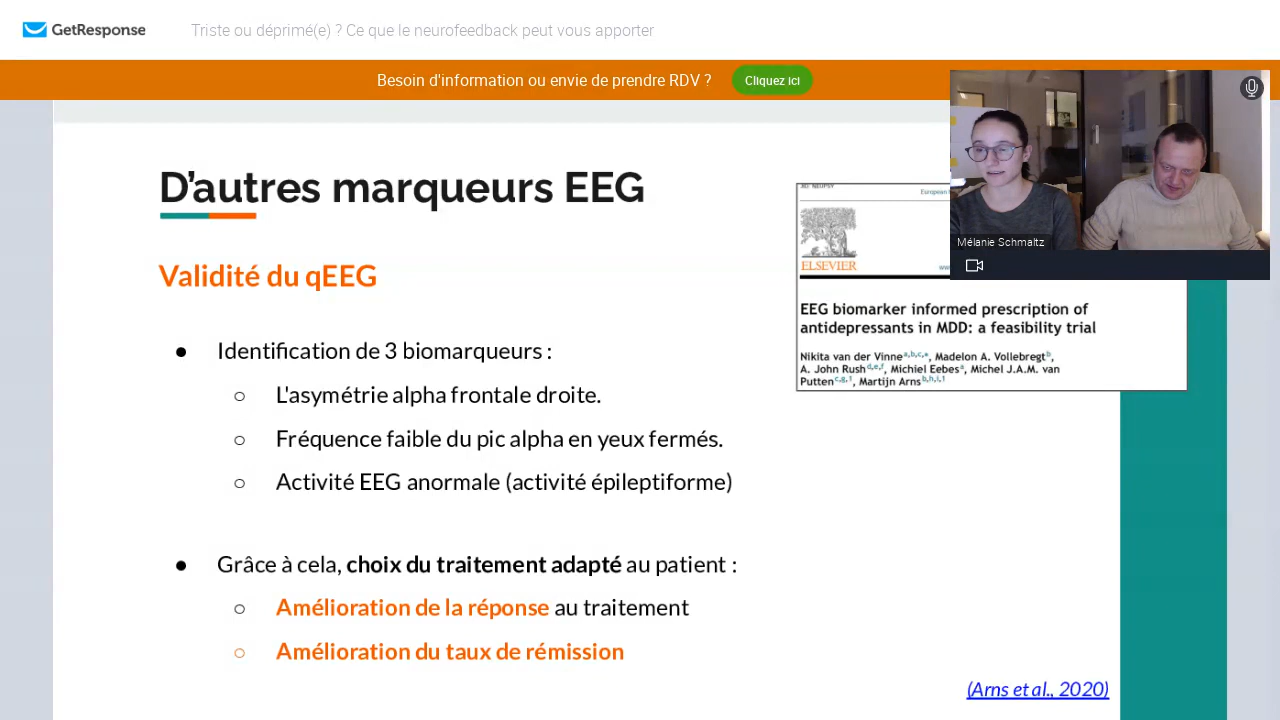 GetResponse
Triste ou déprimé(e) ? Ce que le neurofeedback peut vous apporter
Besoin d'information ou envie de prendre RDV ?
Cliquez ici
Mélanie Schmaltz
D'autres marqueurs EEG
Validité du qEEG
● Identification de 3 biomarqueurs :
○ L'asymétrie alpha frontale droite.
○ Fréquence faible du pic alpha en yeux fermés.
○ Activité EEG anormale (activité épileptiforme)
● Grâce à cela, choix du traitement adapté au patient :
○ Amélioration de la réponse au traitement
○ Amélioration du taux de rémission
European
ELSEVIER
EEG biomarker informed prescription of
antidepressants in MDD: a feasibility trial
Nikita van der Vinne a,b,c,*, Madelon A. Vollebregt b,
A. John Rush d,e,f, Michiel Eebes a, Michel J.A.M. van
Putten c,g,1, Martijn Arns b,h,i,1
(Arns et al., 2020)